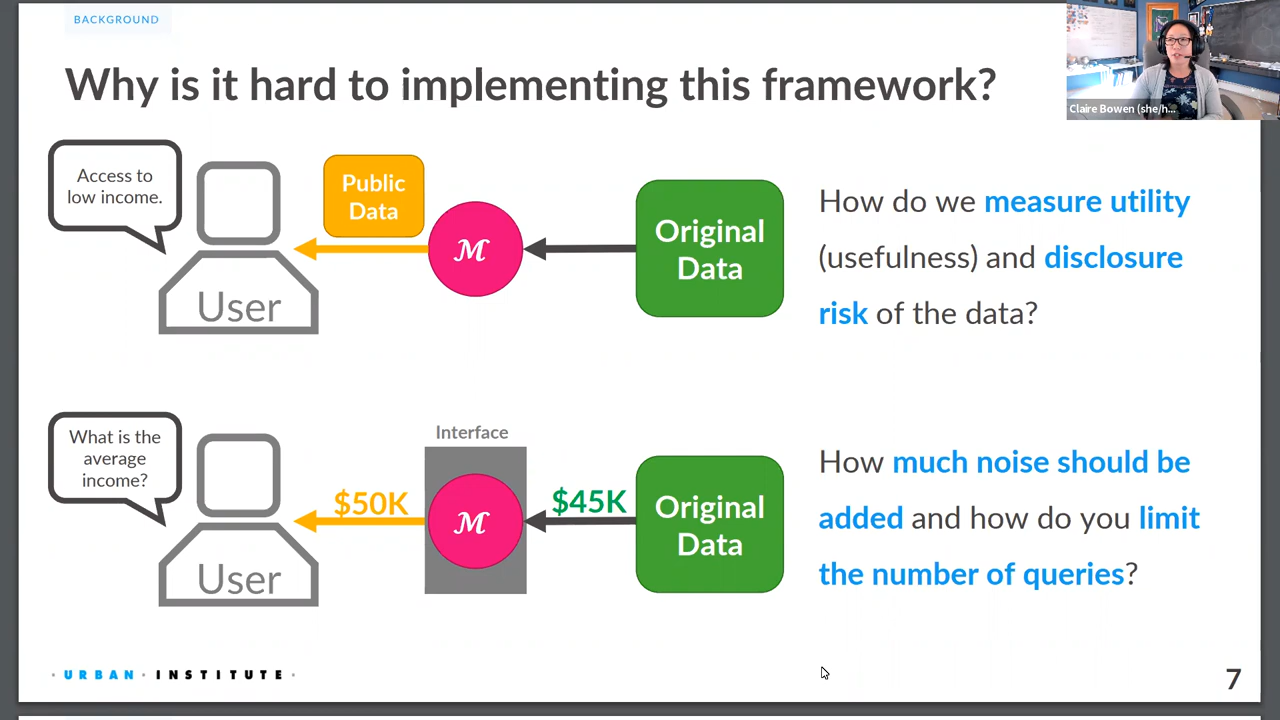 BACKGROUND
Why is it hard to implementing this framework?
Claire Bowen (she/h...
Access to
low income.
User
Public
Data
ℳ
Original
Data
How do we measure utility
(usefulness) and disclosure
risk of the data?
What is the
average
income?
User
$50K
Interface
ℳ
$45K
Original
Data
How much noise should be
added and how do you limit
the number of queries?
· URBAN · INSTITUTE ·
7